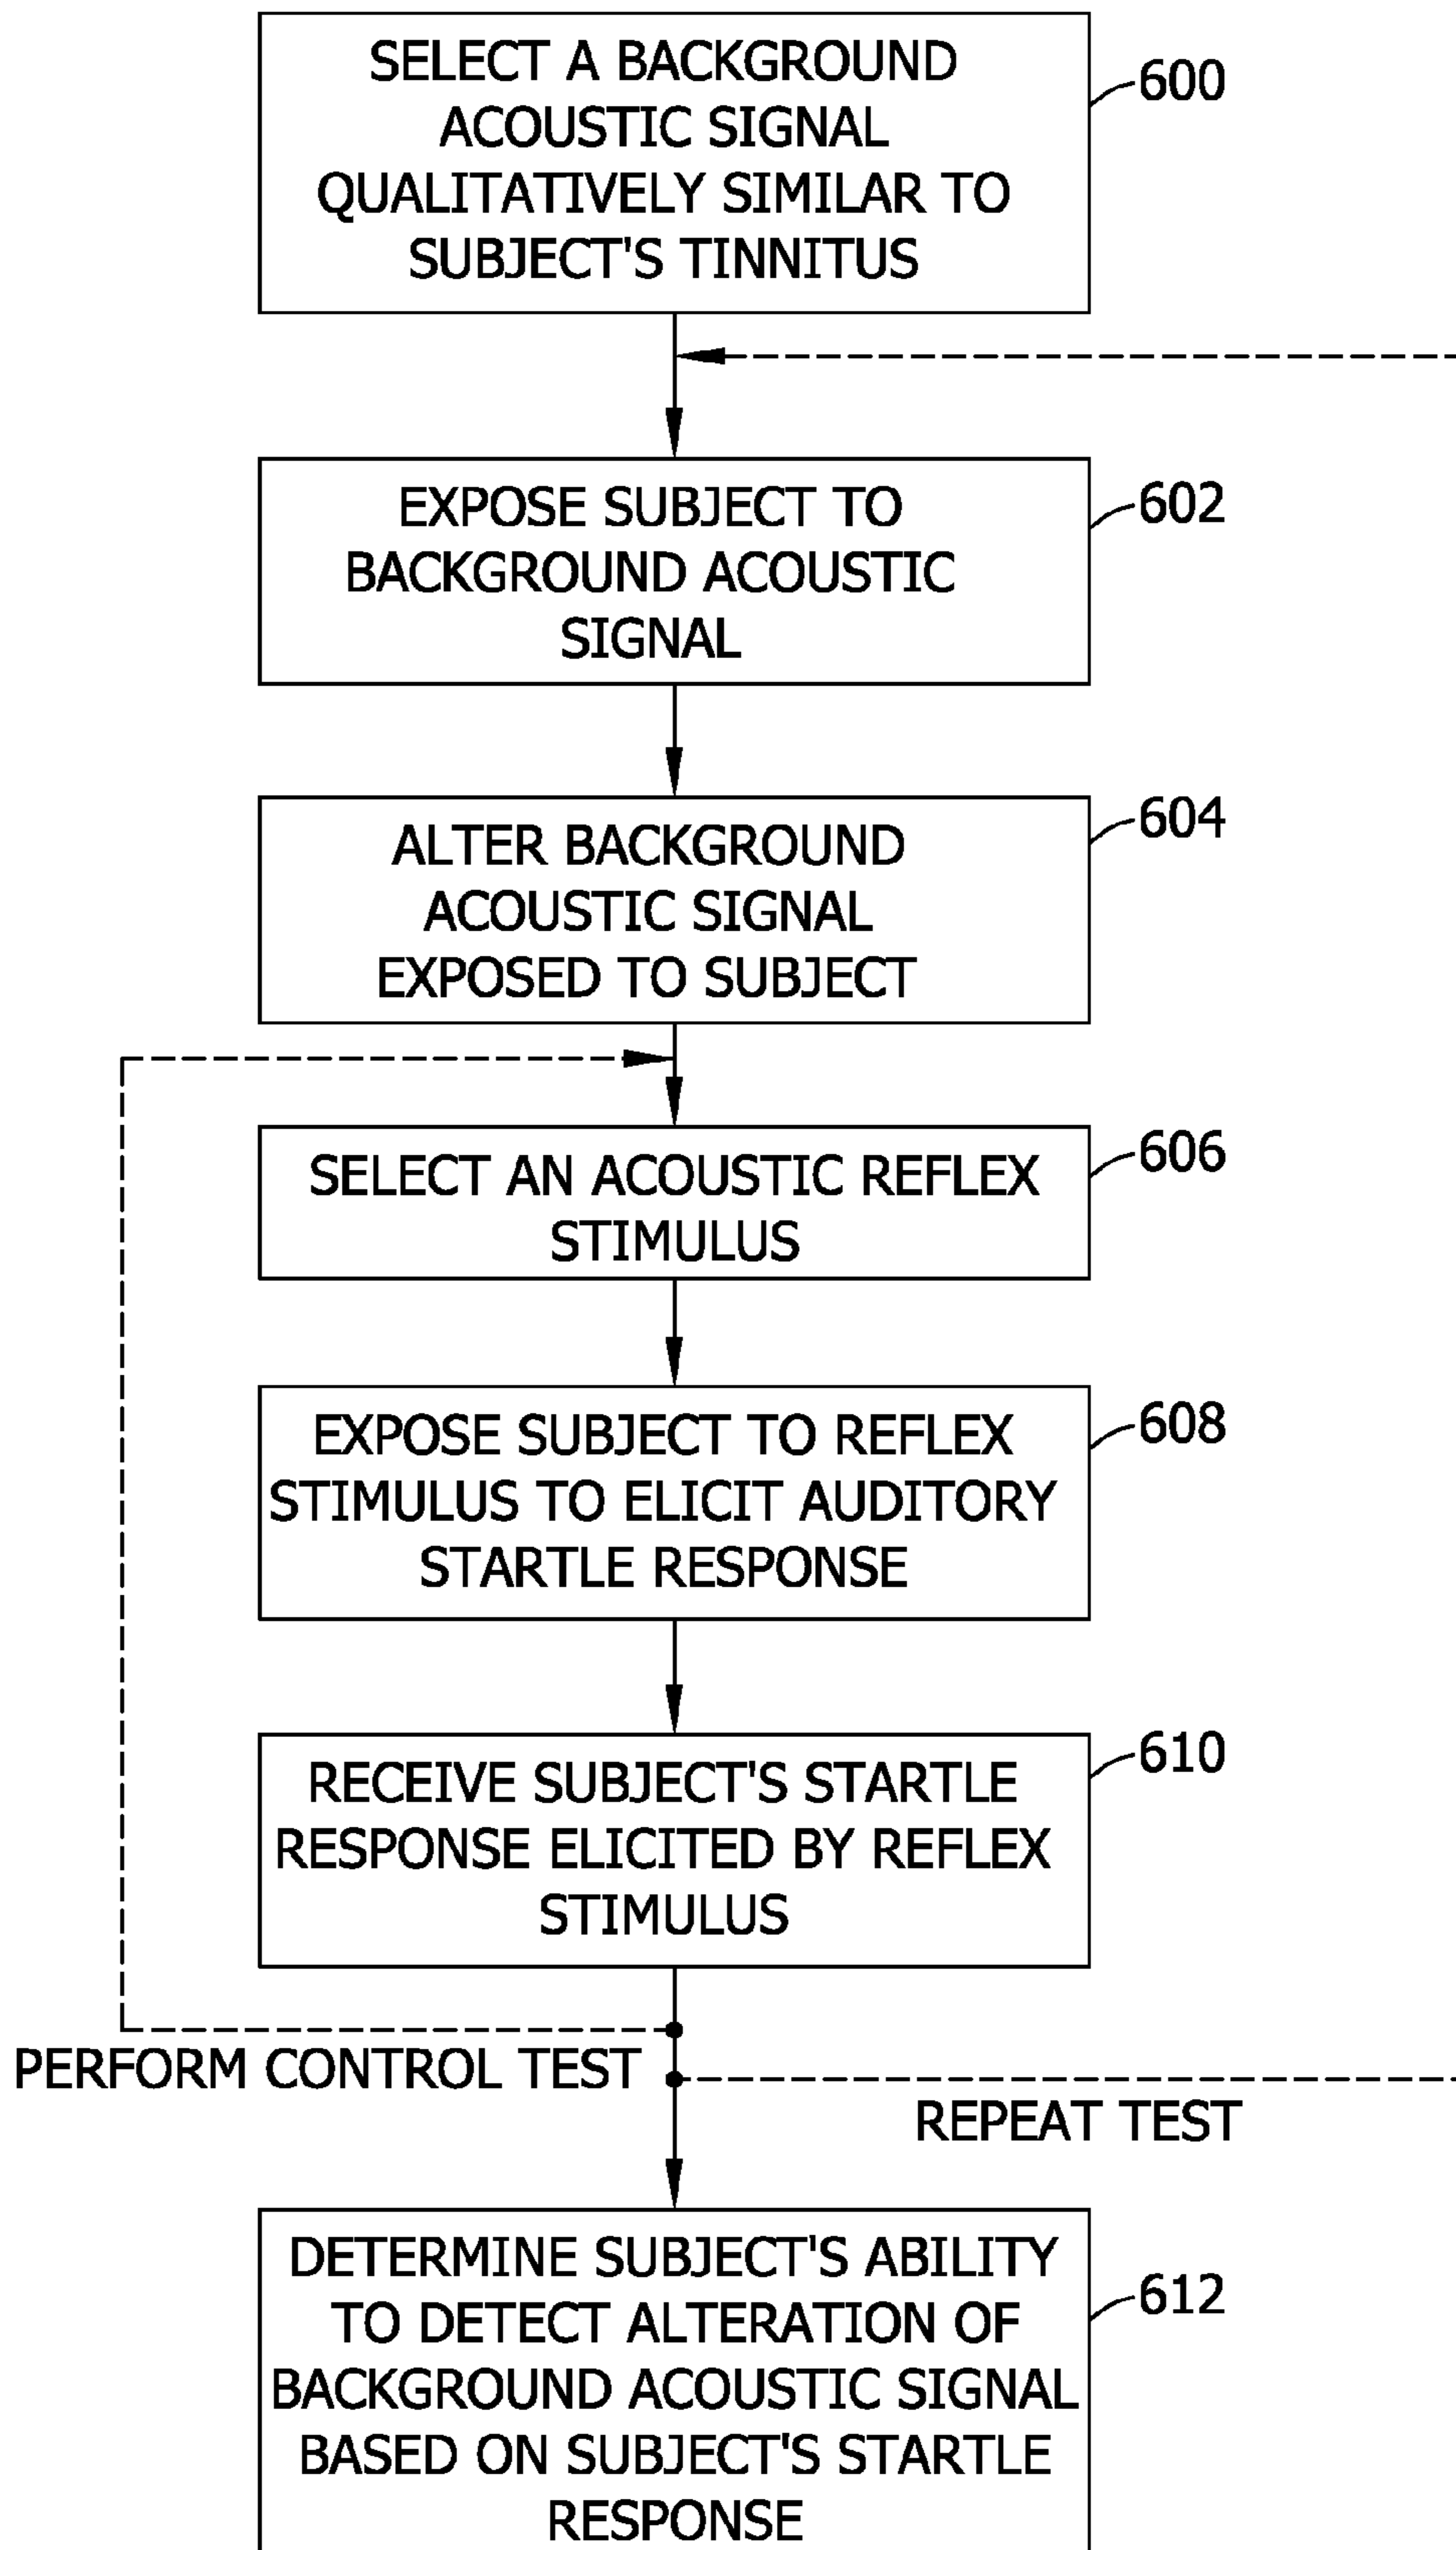 SELECT A BACKGROUND
ACOUSTIC SIGNAL
QUALITATIVELY SIMILAR TO
SUBJECT'S TINNITUS
600
EXPOSE SUBJECT TO
BACKGROUND ACOUSTIC
SIGNAL
602
ALTER BACKGROUND
ACOUSTIC SIGNAL
EXPOSED TO SUBJECT
604
SELECT AN ACOUSTIC REFLEX
STIMULUS
606
EXPOSE SUBJECT TO REFLEX
STIMULUS TO ELICIT AUDITORY
STARTLE RESPONSE
608
RECEIVE SUBJECT'S STARTLE
RESPONSE ELICITED BY REFLEX
STIMULUS
610
PERFORM CONTROL TEST
REPEAT TEST
DETERMINE SUBJECT'S ABILITY
TO DETECT ALTERATION OF
BACKGROUND ACOUSTIC SIGNAL
BASED ON SUBJECT'S STARTLE
RESPONSE
612